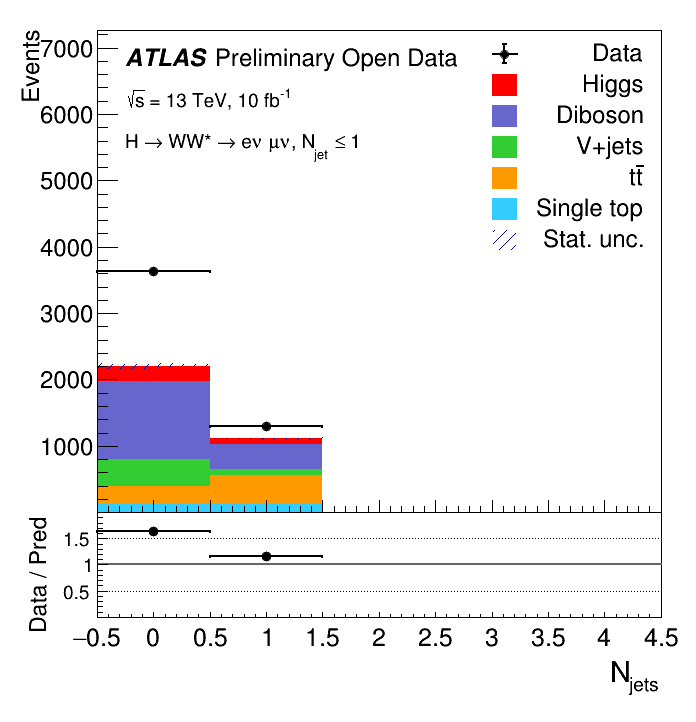 Events
7000
6000
5000
4000
3000
2000
1000
ATLAS Preliminary Open Data
√s = 13 TeV, 10 fb⁻¹
H → WW* → eν μν, N_jet ≤ 1
Data
Higgs
Diboson
V+jets
tt̄
Single top
Stat. unc.
Data / Pred
1.5
1
0.5
−0.5 0 0.5 1 1.5 2 2.5 3 3.5 4 4.5
N_jets